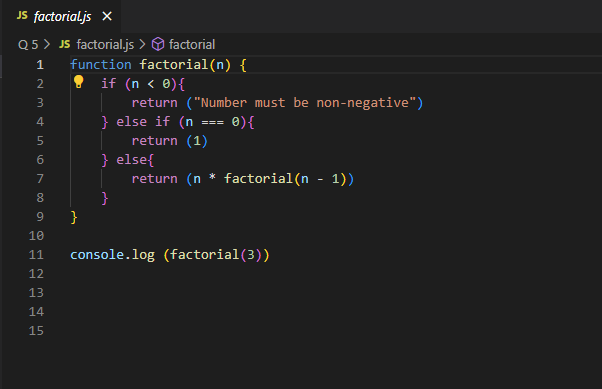 JS factorial.js ×
Q 5 > JS factorial.js > factorial
1 function factorial(n) {
2     if (n < 0){
3         return ("Number must be non-negative")
4     } else if (n === 0){
5         return (1)
6     } else{
7         return (n * factorial(n - 1))
8     }
9 }
10
11 console.log (factorial(3))
12
13
14
15